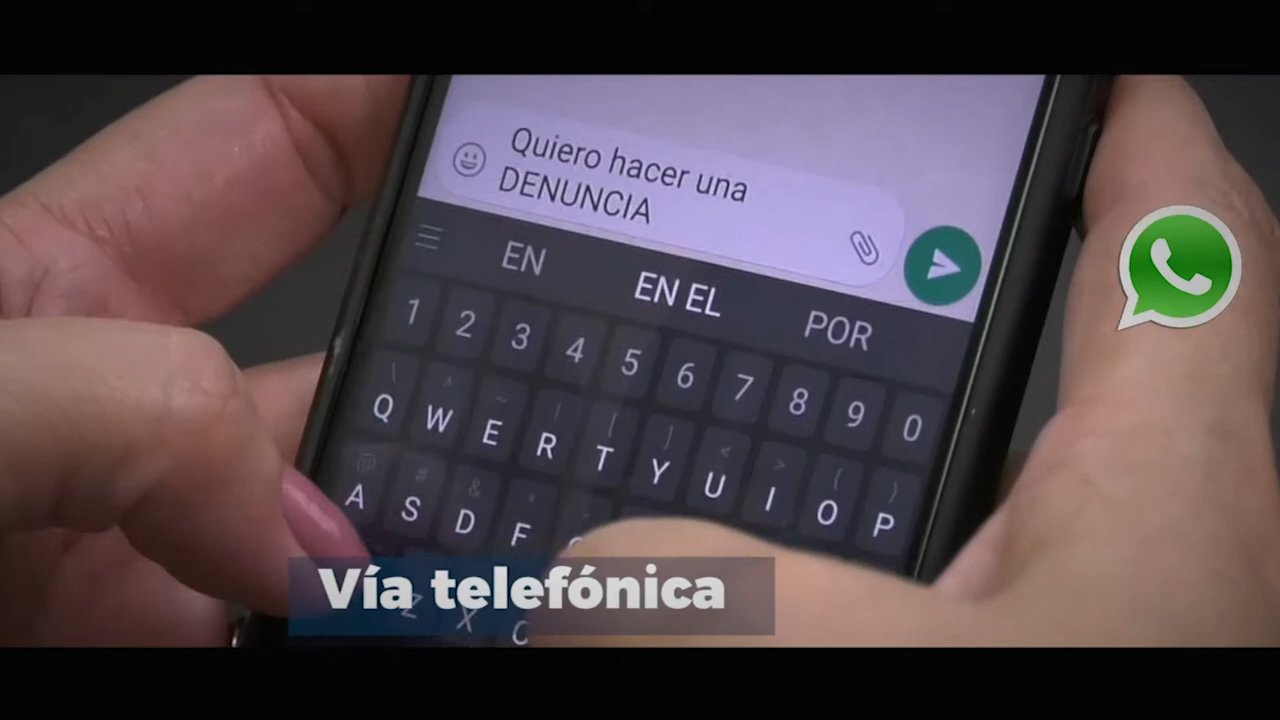 Quiero hacer una
DENUNCIA
EN EL POR
EN
1 2 3 4 5 6 7 8 9 0
\ ^ ~ | [ ] < > { }
Q W E R T Y U I O P
@ # & *
A S D F
Z X C
Vía telefónica